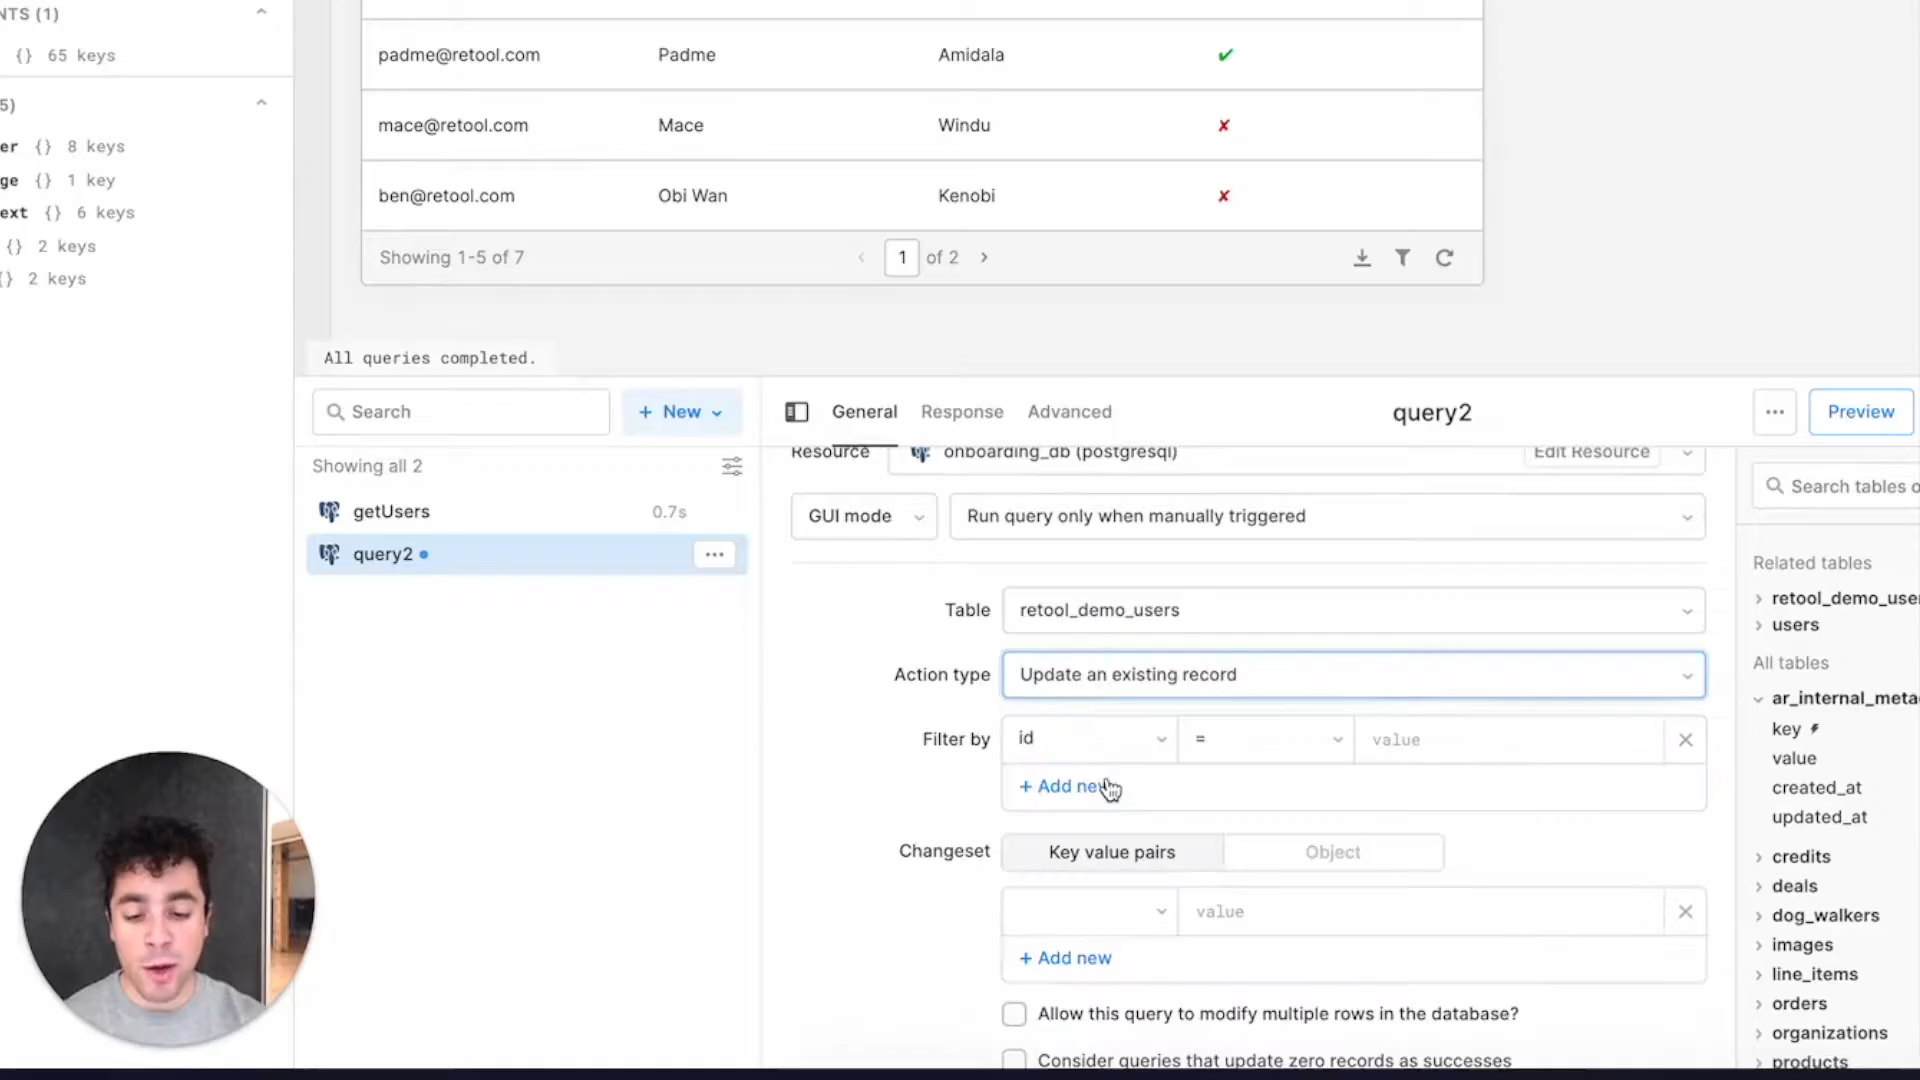 NTS (1)
{} 65 keys
5)
er {} 8 keys
ge {} 1 key
ext {} 6 keys
{} 2 keys
{} 2 keys
padme@retool.com Padme Amidala ✔
mace@retool.com Mace Windu ✘
ben@retool.com Obi Wan Kenobi ✘
Showing 1-5 of 7 ‹ 1 of 2 ›
All queries completed.
Search
+ New
Showing all 2
getUsers 0.7s
query2
General Response Advanced
query2
Preview
Resource onboarding_db (postgresql) Edit Resource
GUI mode Run query only when manually triggered
Table retool_demo_users
Action type Update an existing record
Filter by id = value
+ Add new
Changeset Key value pairs Object
value
+ Add new
Allow this query to modify multiple rows in the database?
Consider queries that update zero records as successes
Search tables o
Related tables
retool_demo_user
users
All tables
ar_internal_meta
key
value
created_at
updated_at
credits
deals
dog_walkers
images
line_items
orders
organizations
products